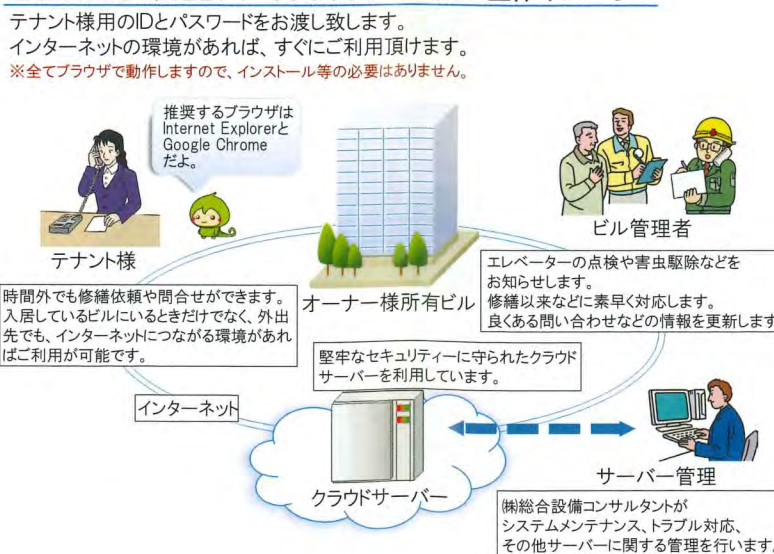 テナント様用のIDとパスワードをお渡し致します。
インターネットの環境があれば、すぐにご利用頂けます。
※全てブラウザで動作しますので、インストール等の必要はありません。
推奨するブラウザは
Internet Explorerと
Google Chrome
だよ。
テナント様
ビル管理者
時間外でも修繕依頼や問合せができます。
入居しているビルにいるときだけでなく、外出
先でも、インターネットにつながる環境があれ
ばご利用が可能です。
オーナー様所有ビル
エレベーターの点検や害虫駆除などを
お知らせします。
修繕以来などに素早く対応します。
良くある問い合わせなどの情報を更新します
堅牢なセキュリティーに守られたクラウド
サーバーを利用しています。
インターネット
クラウドサーバー
サーバー管理
㈱総合設備コンサルタントが
システムメンテナンス、トラブル対応、
その他サーバーに関する管理を行います。